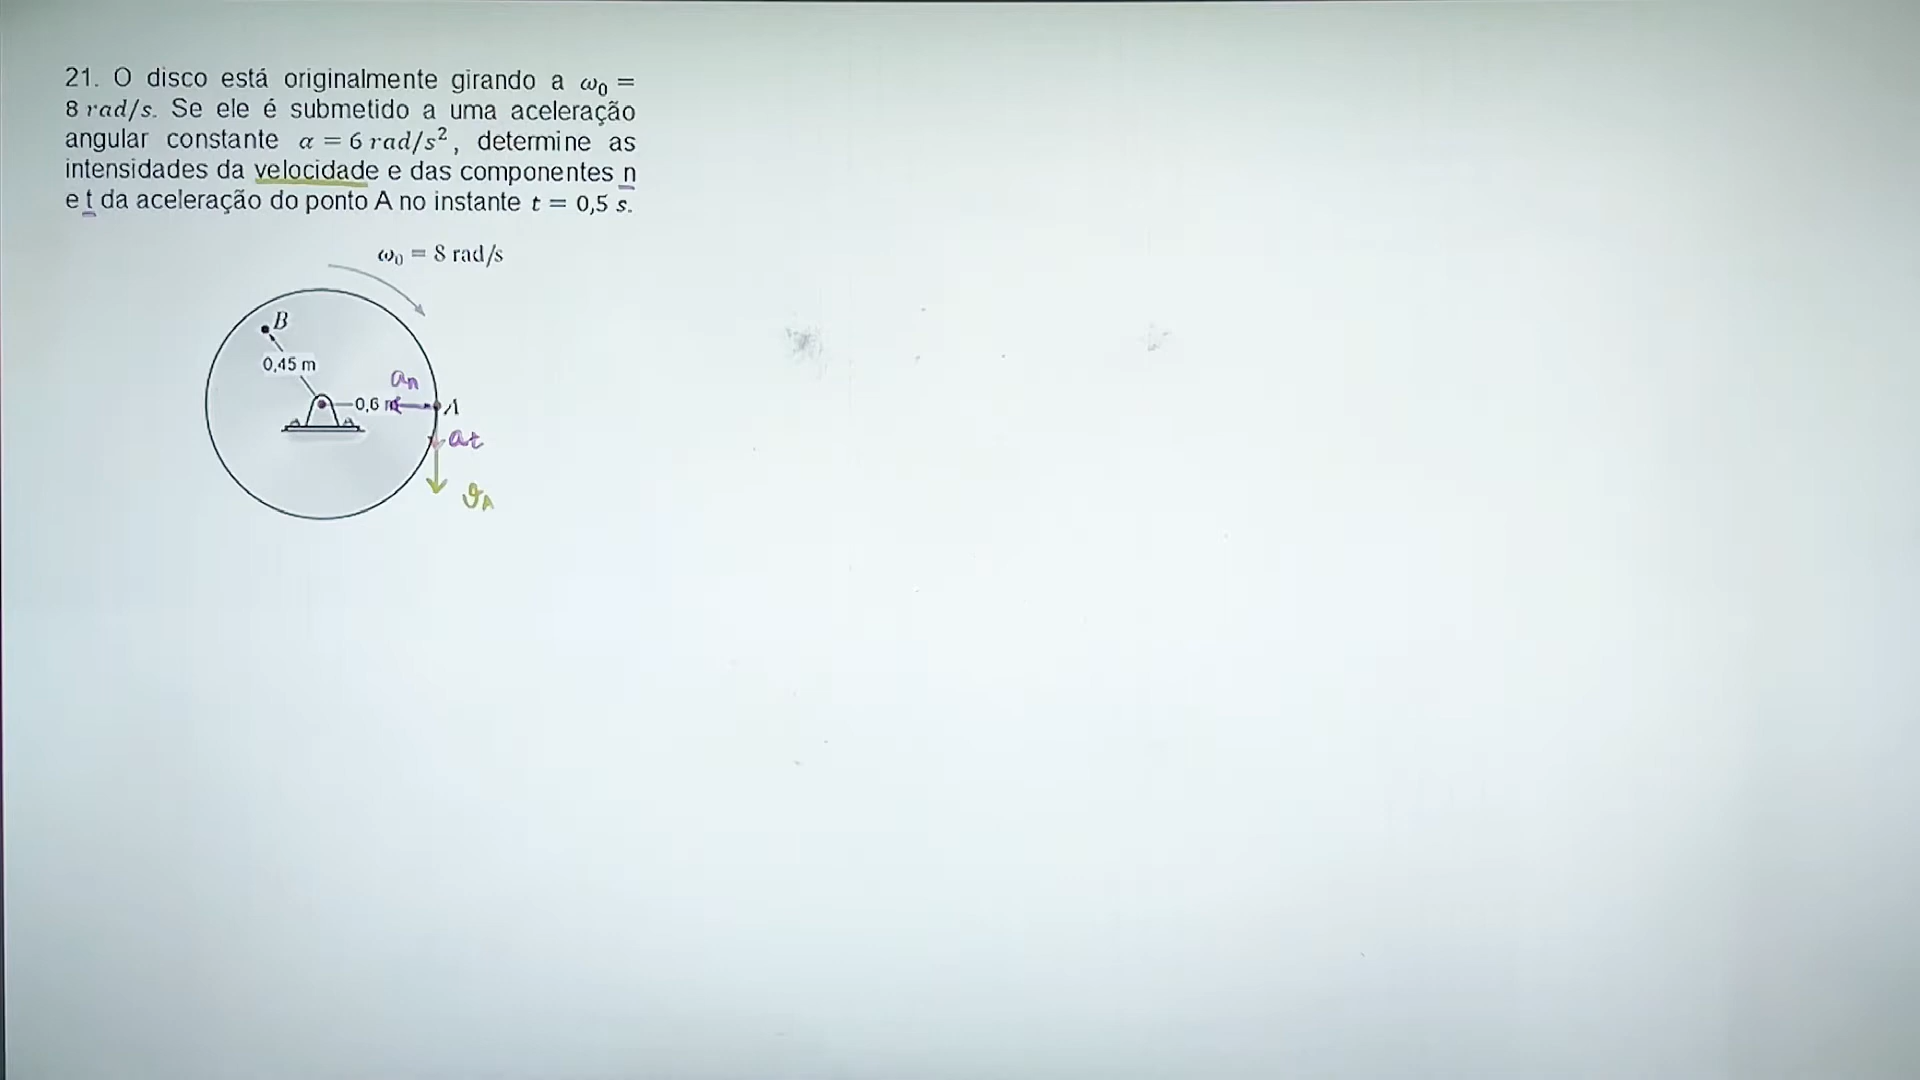 21. O disco está originalmente girando a ω₀ =
8 rad/s. Se ele é submetido a uma aceleração
angular constante α = 6 rad/s², determine as
intensidades da velocidade e das componentes n
e t da aceleração do ponto A no instante t = 0,5 s.
ω₀ = 8 rad/s
B
0,45 m
an
0,6 m
A
at
ϑA